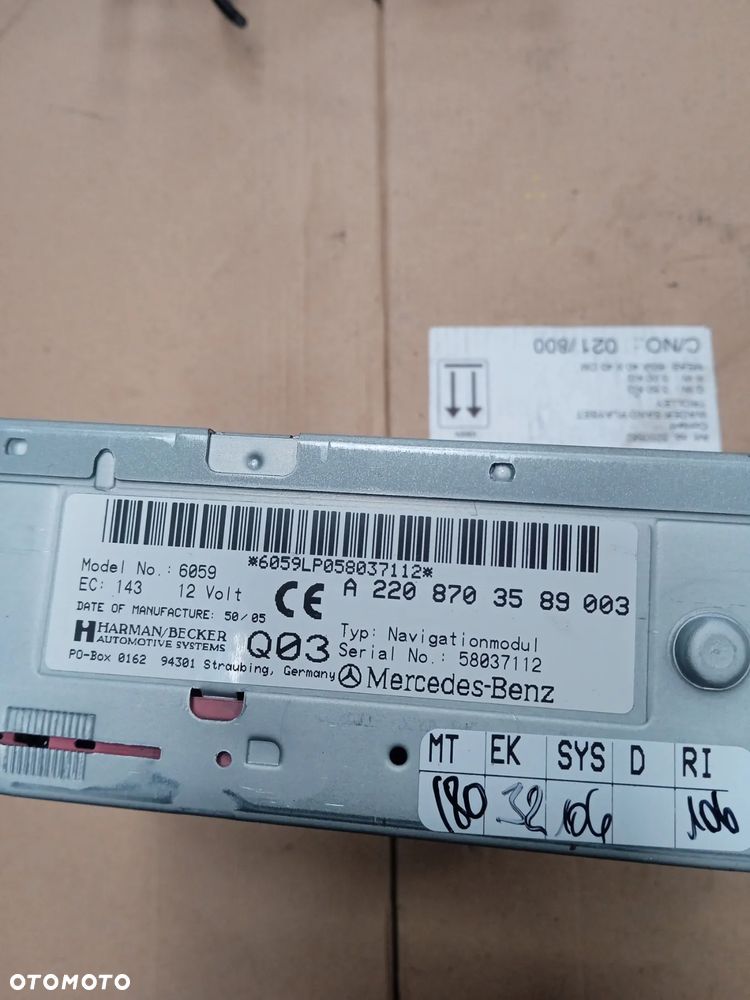 C/NO.: 021/800
*6059LP058037112*
Model No.: 6059
EC: 143 12 Volt
CE A 220 870 35 89 003
DATE OF MANUFACTURE: 50/05
HARMAN/BECKER
AUTOMOTIVE SYSTEMS
Q03
Typ: Navigationmodul
Serial No.: 58037112
PO-Box 0162 94301 Straubing, Germany
Mercedes-Benz
MT EK SYS D RI
180 32 106 106
OTOMOTO